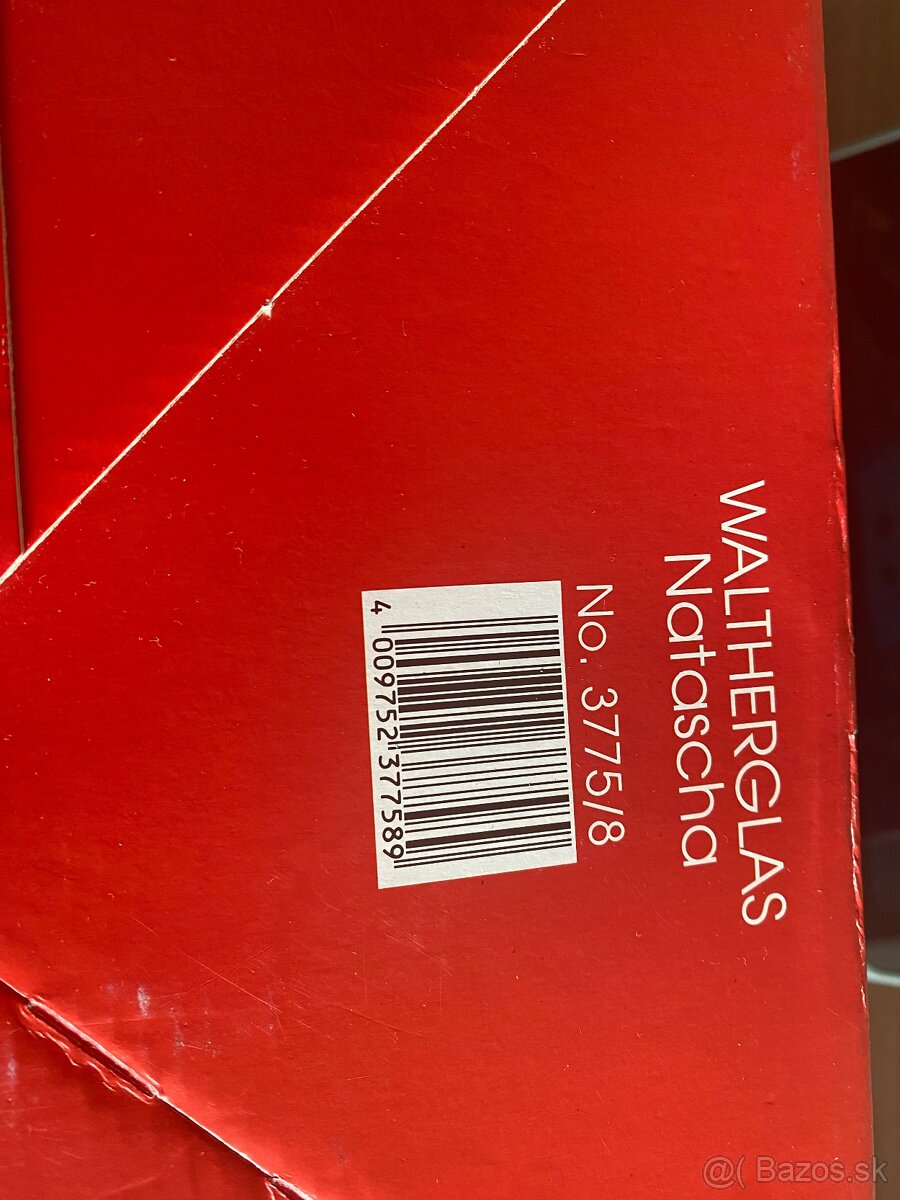 WALTHERGLAS
Natascha
No. 3775/8
4 009752 377589
@( Bazos.sk